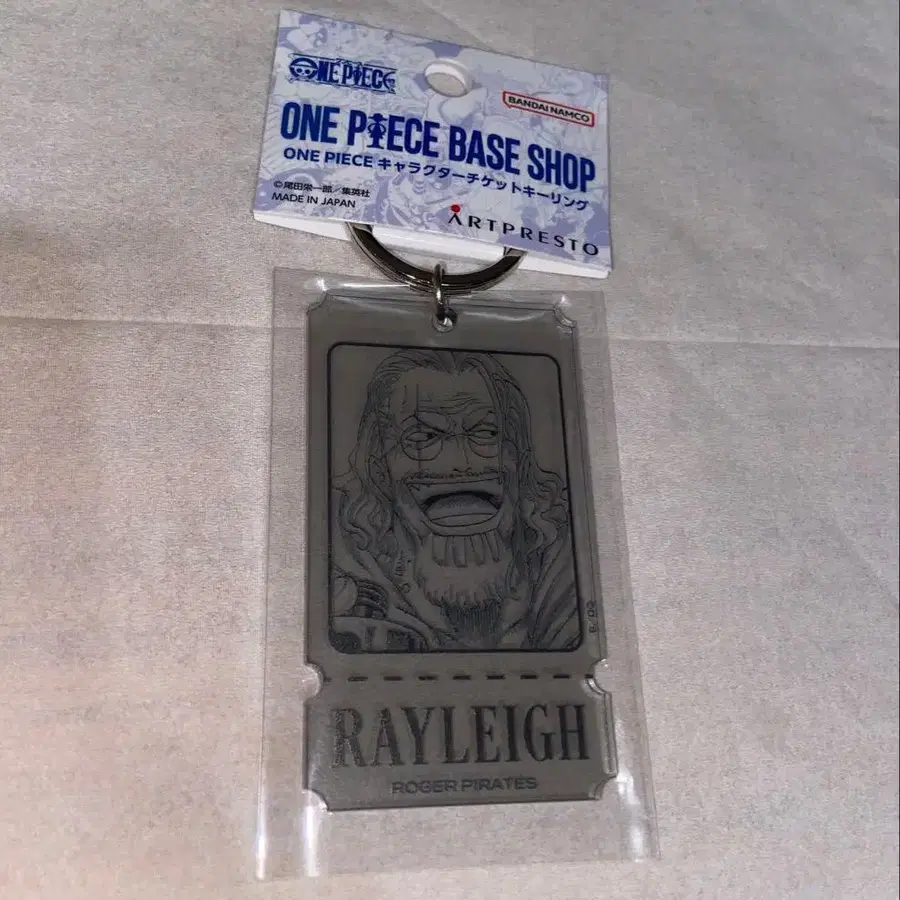 ONE PIECE
BANDAI NAMCO
ONE PIECE BASE SHOP
ONE PIECE キャラクターチケットキーリング
©尾田栄一郎／集英社
MADE IN JAPAN
ARTPRESTO
RAYLEIGH
ROGER PIRATES